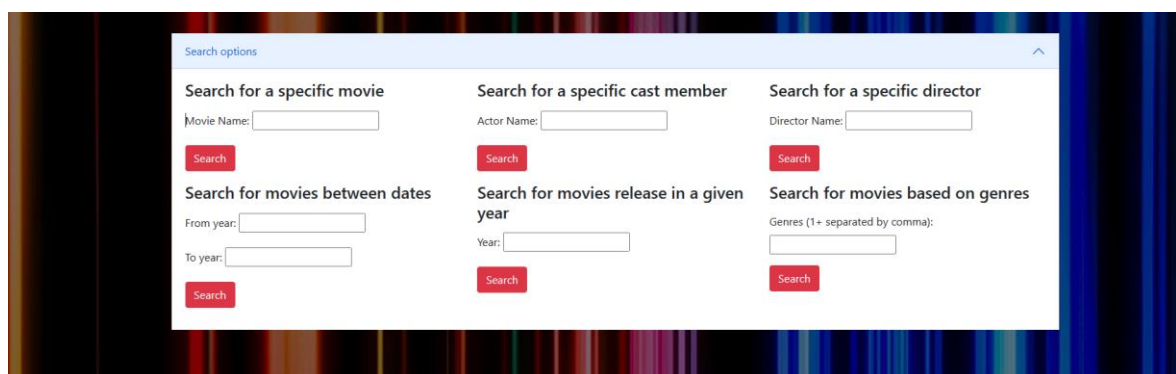 Search options
Search for a specific movie
Movie Name:
Search
Search for a specific cast member
Actor Name:
Search
Search for a specific director
Director Name:
Search
Search for movies between dates
From year:
To year:
Search
Search for movies release in a given
year
Year:
Search
Search for movies based on genres
Genres (1+ separated by comma):
Search